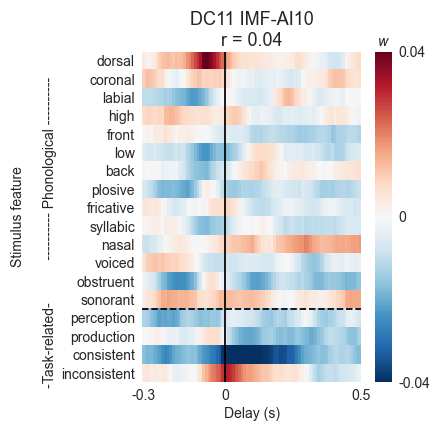 DC11 IMF-AI10
r = 0.04
w
dorsal
coronal
labial
high
front
low
back
plosive
fricative
syllabic
nasal
voiced
obstruent
sonorant
perception
production
consistent
inconsistent
Stimulus feature
-Task-related- ---------- Phonological ----------
0.04
0
-0.04
-0.3 0 0.5
Delay (s)